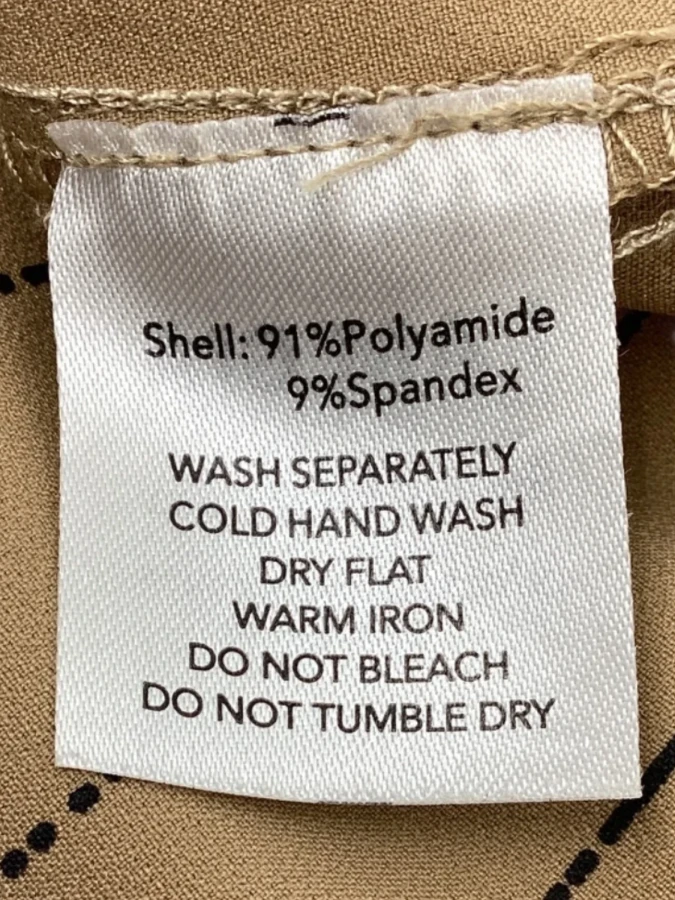 Shell: 91%Polyamide
9%Spandex
WASH SEPARATELY
COLD HAND WASH
DRY FLAT
WARM IRON
DO NOT BLEACH
DO NOT TUMBLE DRY